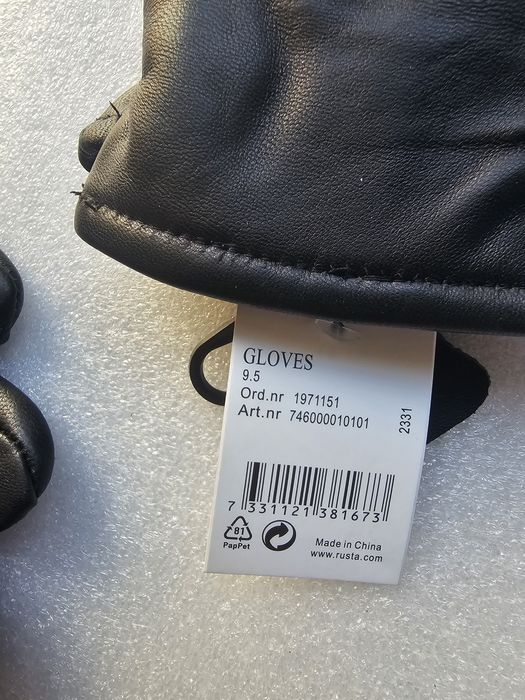 GLOVES
9.5
Ord.nr 1971151
Art.nr 746000010101
2331
7 331121 381673
81
PapPet
Made in China
www.rusta.com